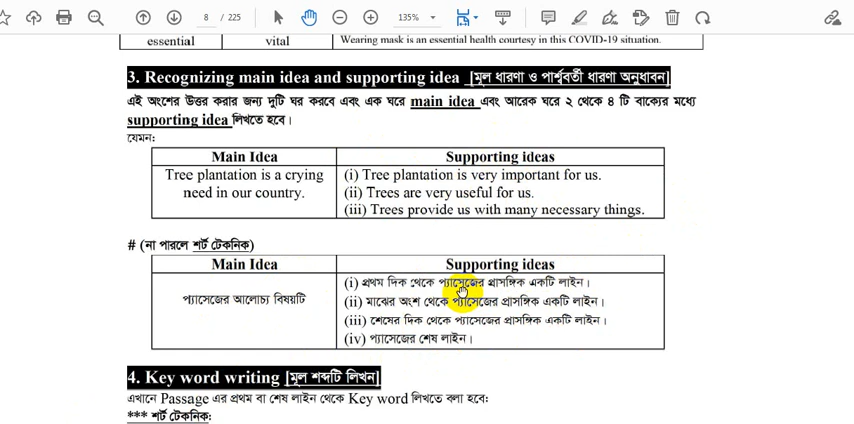 8 / 225
135%
essential vital Wearing mask is an essential health courtesy in this COVID-19 situation.
3. Recognizing main idea and supporting idea [মূল ধারণা ও পার্শ্ববর্তী ধারণা অনুধাবন]
এই অংশের উত্তর করার জন্য দুটি ঘর করবে এবং এক ঘরে main idea এবং আরেক ঘরে ২ থেকে ৪ টি বাক্যের মধ্যে
supporting idea লিখতে হবে।
যেমন:
Main Idea Supporting ideas
Tree plantation is a crying (i) Tree plantation is very important for us.
need in our country. (ii) Trees are very useful for us.
(iii) Trees provide us with many necessary things.
# (না পারলে শর্ট টেকনিক)
Main Idea Supporting ideas
(i) প্রথম দিক থেকে প্যাসেজের প্রাসঙ্গিক একটি লাইন।
প্যাসেজের আলোচ্য বিষয়টি (ii) মাঝের অংশ থেকে প্যাসেজের প্রাসঙ্গিক একটি লাইন।
(iii) শেষের দিক থেকে প্যাসেজের প্রাসঙ্গিক একটি লাইন।
(iv) প্যাসেজের শেষ লাইন।
4. Key word writing [মূল শব্দটি লিখন]
এখানে Passage এর প্রথম বা শেষ লাইন থেকে Key word লিখতে বলা হবে:
*** শর্ট টেকনিক: